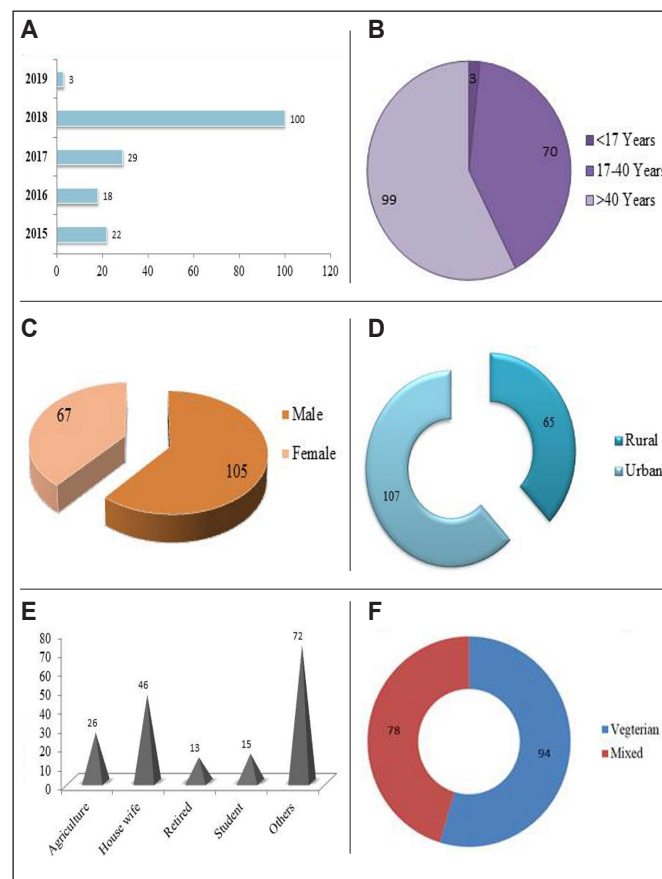 A
2019
3
2018
100
2017
29
2016
18
2015
22
0 20 40 60 80 100 120
B
3
70
99
<17 Years
17-40 Years
>40 Years
C
67
105
Male
Female
D
65
107
Rural
Urban
E
80
70
60
50
40
30
20
10
0
26
46
13
15
72
Agriculture
House wife
Retired
Student
Others
F
78
94
Vegterian
Mixed